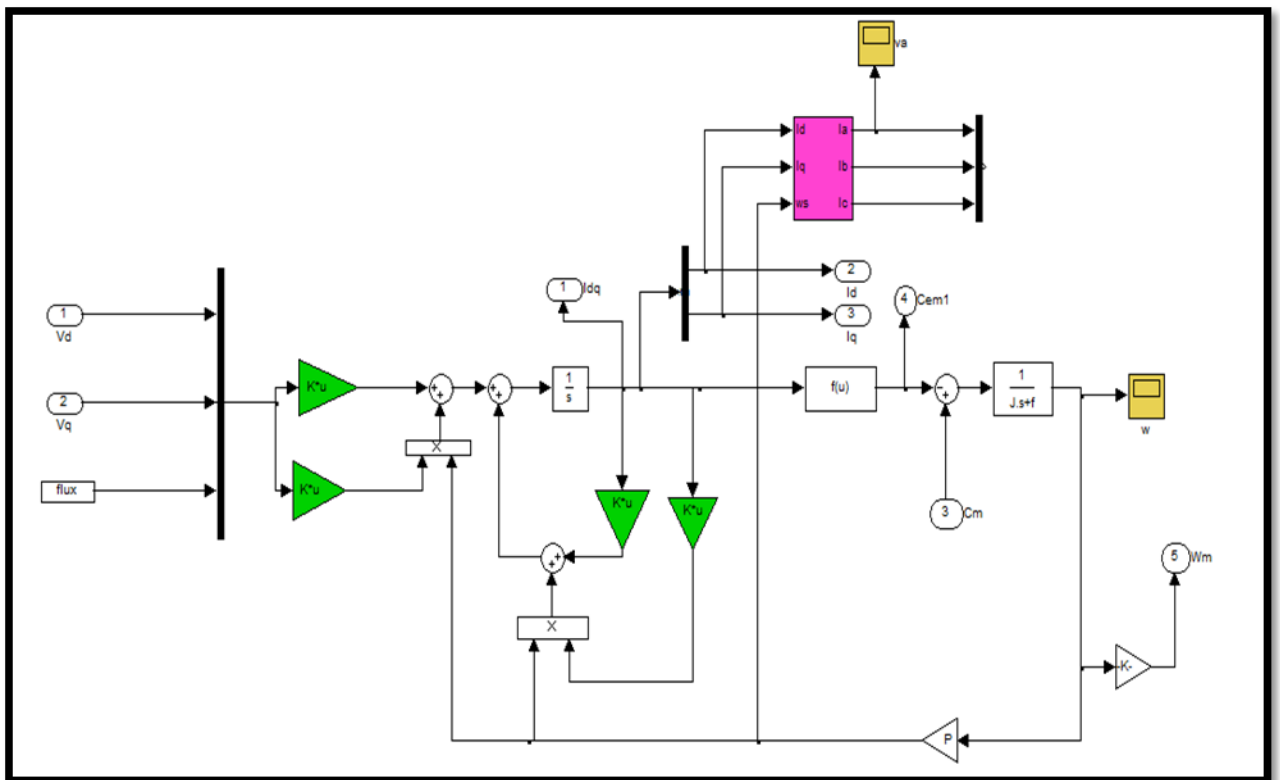 va
Id Ia
Iq Ib
ws Ic
1 Idq
2
Id
3
Iq
4 Cem1
1
Vd
K*u
+
+
+
+
1
s
f(u)
-
+
1
J.s+f
w
2
Vq
X
flux
K*u
K*u
K*u
3 Cm
+
+
5 Wm
X
-K-
P